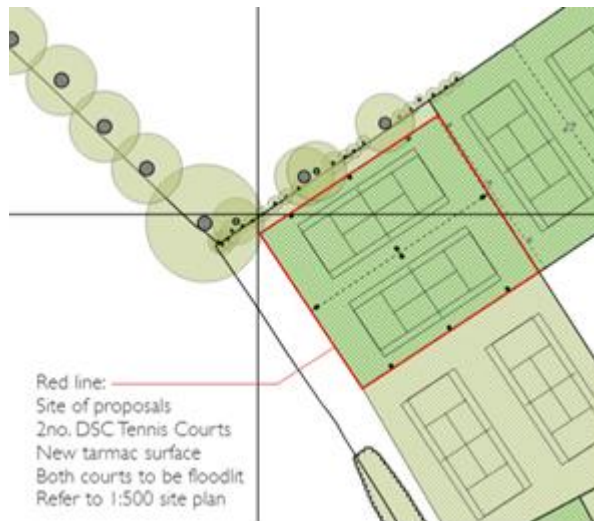 Red line:
Site of proposals
2no. DSC Tennis Courts
New tarmac surface
Both courts to be floodlit
Refer to 1:500 site plan